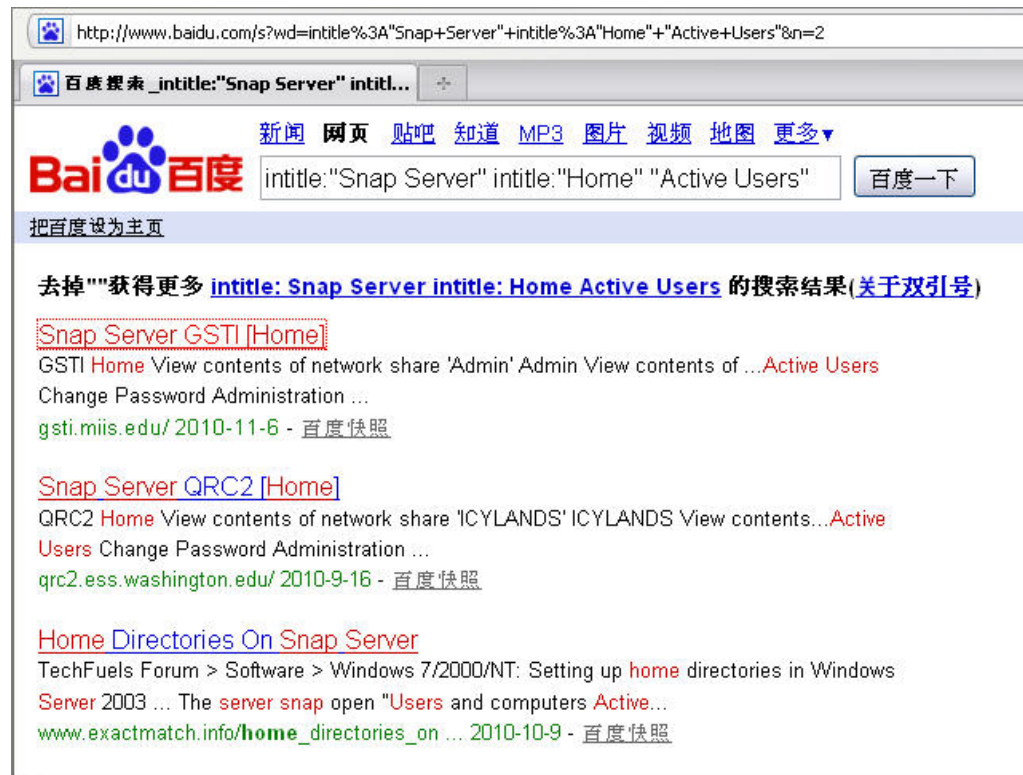 http://www.baidu.com/s?wd=intitle%3A"Snap+Server"+intitle%3A"Home"+"Active+Users"&n=2
百度搜索_intitle:"Snap Server" intitl...
新闻 网页 贴吧 知道 MP3 图片 视频 地图 更多▼
Bai du 百度
intitle:"Snap Server" intitle:"Home" "Active Users"
百度一下
把百度设为主页
去掉""获得更多 intitle: Snap Server intitle: Home Active Users 的搜索结果(关于双引号)
Snap Server GSTI [Home]
GSTI Home View contents of network share 'Admin' Admin View contents of ...Active Users
Change Password Administration ...
gsti.miis.edu/ 2010-11-6 - 百度快照
Snap Server QRC2 [Home]
QRC2 Home View contents of network share 'ICYLANDS' ICYLANDS View contents...Active
Users Change Password Administration ...
qrc2.ess.washington.edu/ 2010-9-16 - 百度快照
Home Directories On Snap Server
TechFuels Forum > Software > Windows 7/2000/NT: Setting up home directories in Windows
Server 2003 ... The server snap open "Users and computers Active...
www.exactmatch.info/home_directories_on ... 2010-10-9 - 百度快照